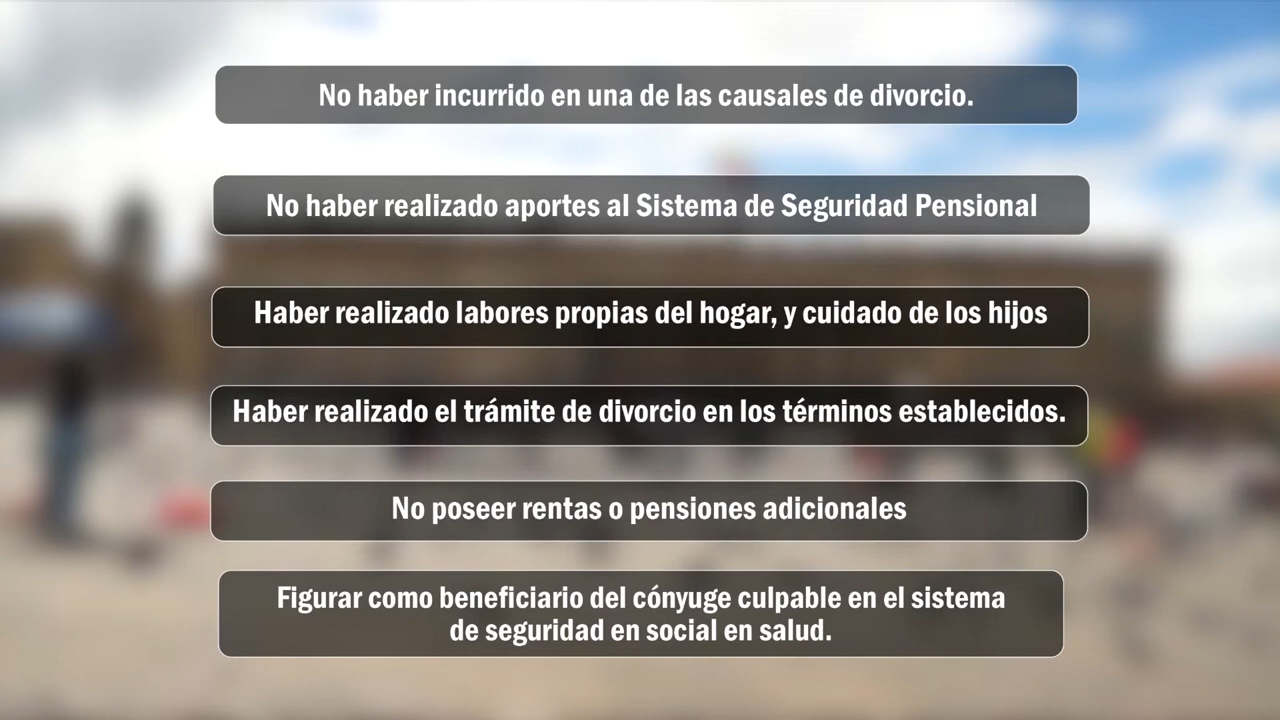 No haber incurrido en una de las causales de divorcio.
No haber realizado aportes al Sistema de Seguridad Pensional
Haber realizado labores propias del hogar, y cuidado de los hijos
Haber realizado el trámite de divorcio en los términos establecidos.
No poseer rentas o pensiones adicionales
Figurar como beneficiario del cónyuge culpable en el sistema
de seguridad en social en salud.